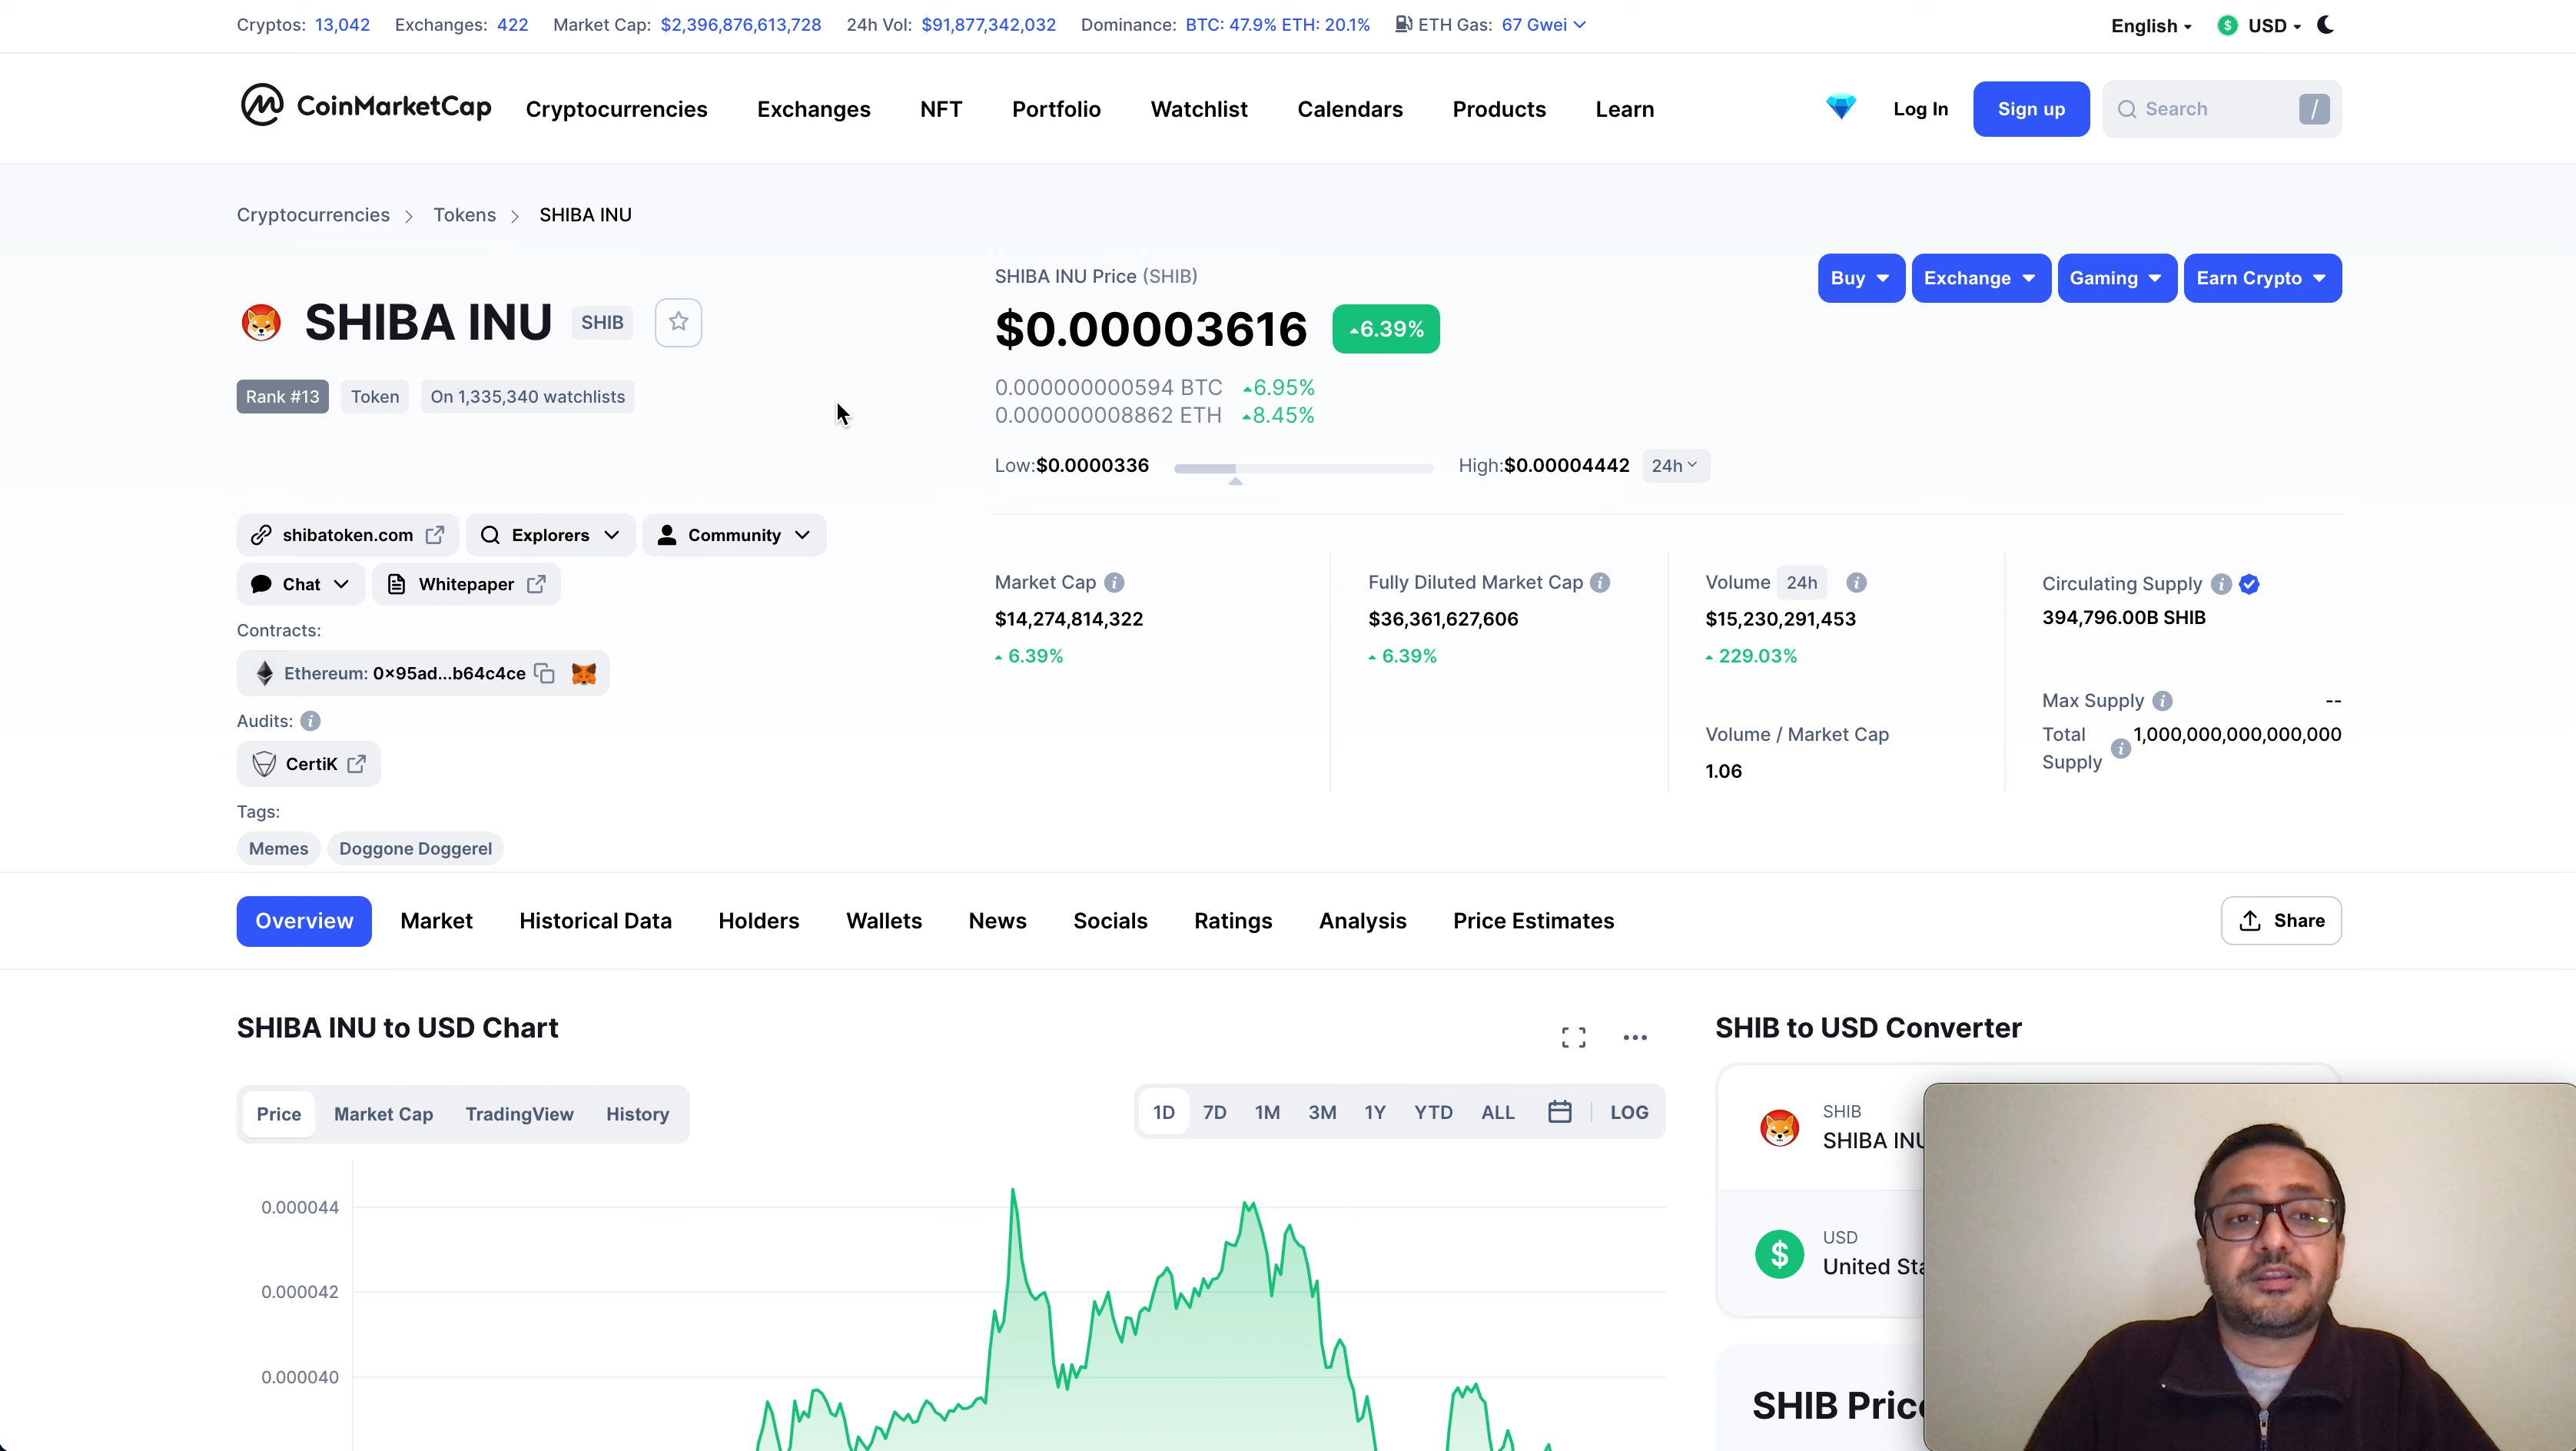 Cryptos: 13,042 Exchanges: 422 Market Cap: $2,396,876,613,728 24h Vol: $91,877,342,032 Dominance: BTC: 47.9% ETH: 20.1% ETH Gas: 67 Gwei English USD
CoinMarketCap Cryptocurrencies Exchanges NFT Portfolio Watchlist Calendars Products Learn Log In Sign up Search /
Cryptocurrencies > Tokens > SHIBA INU
SHIBA INU SHIB
Rank #13 Token On 1,335,340 watchlists
shibatoken.com Explorers Community
Chat Whitepaper
Contracts:
Ethereum: 0x95ad...b64c4ce
Audits:
CertiK
Tags:
Memes Doggone Doggerel
SHIBA INU Price (SHIB)
$0.00003616 6.39%
0.000000000594 BTC 6.95%
0.000000008862 ETH 8.45%
Low:$0.0000336 High:$0.00004442 24h
Buy Exchange Gaming Earn Crypto
Market Cap
$14,274,814,322
6.39%
Fully Diluted Market Cap
$36,361,627,606
6.39%
Volume 24h
$15,230,291,453
229.03%
Volume / Market Cap
1.06
Circulating Supply
394,796.00B SHIB
Max Supply --
Total Supply 1,000,000,000,000,000
Overview Market Historical Data Holders Wallets News Socials Ratings Analysis Price Estimates Share
SHIBA INU to USD Chart
Price Market Cap TradingView History
1D 7D 1M 3M 1Y YTD ALL LOG
0.000044
0.000042
0.000040
SHIB to USD Converter
SHIB
SHIBA INU
USD
United Sta
SHIB Price